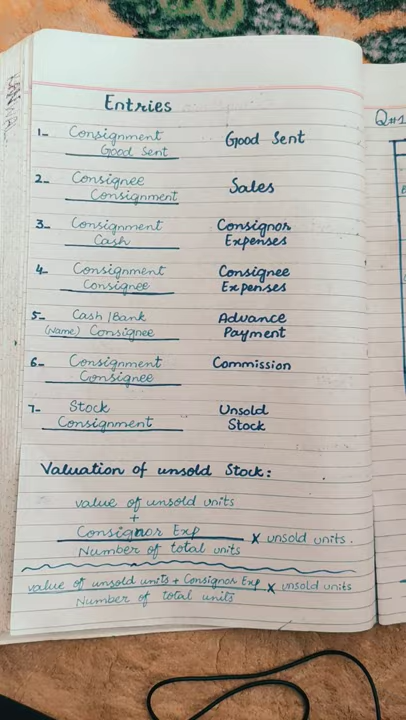 Entries
1- Consignment Good Sent
Good Sent
2- Consignee Sales
Consignment
3- Consignment Consignor
Cash Expenses
4- Consignment Consignee
Consignee Expenses
5- Cash/Bank Advance
(Name) Consignee Payment
6- Consignment Commission
Consignee
7- Stock Unsold
Consignment Stock
Valuation of unsold Stock:
value of unsold units
+
Consignor Exp × unsold units.
Number of total units
value of unsold units + Consignor Exp × unsold units
Number of total units
Q#1